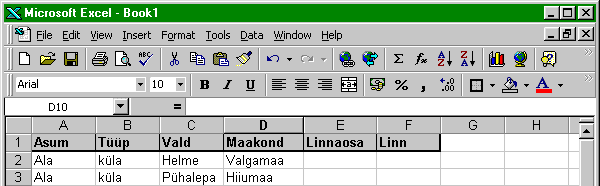 Microsoft Excel - Book1
File Edit View Insert Format Tools Data Window Help
Arial 10 B I U % , A
D10 =
A B C D E F G H
1 Asum Tüüp Vald Maakond Linnaosa Linn
2 Ala küla Helme Valgamaa
3 Ala küla Pühalepa Hiiumaa